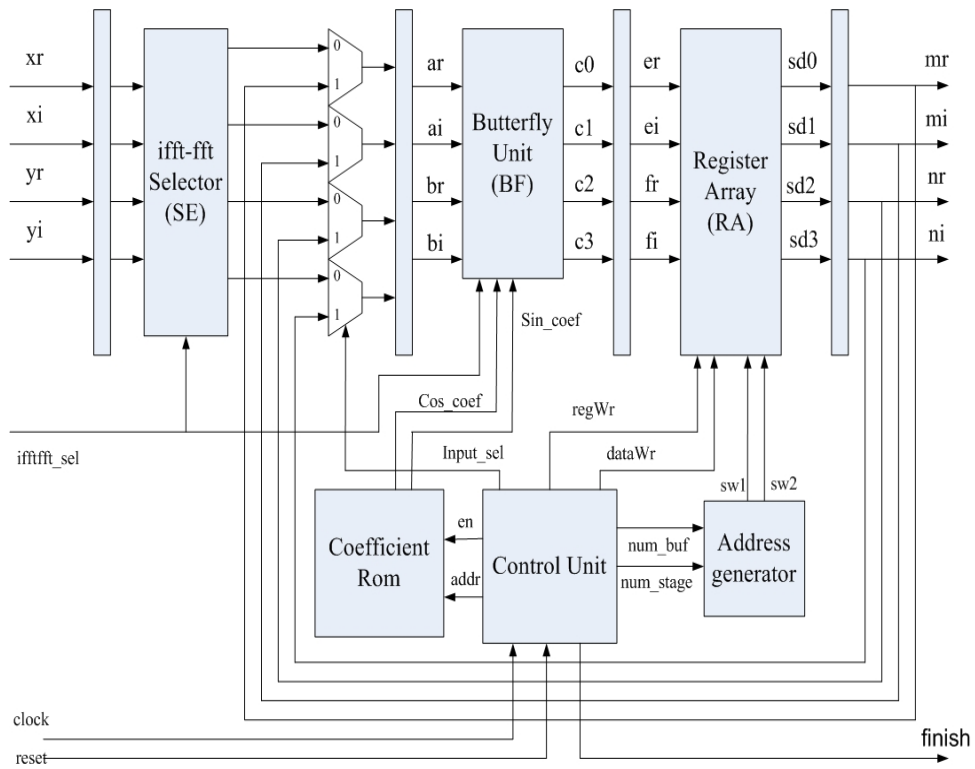 xr
xi
yr
yi
ifft-fft
Selector
(SE)
0
1
0
1
0
1
0
1
ar
ai
br
bi
Butterfly
Unit
(BF)
c0
c1
c2
c3
er
ei
fr
fi
Register
Array
(RA)
sd0
sd1
sd2
sd3
mr
mi
nr
ni
Sin_coef
Cos_coef
ifftfft_sel
Input_sel
regWr
dataWr
sw1
sw2
Coefficient
Rom
en
addr
Control Unit
num_buf
num_stage
Address
generator
clock
reset
finish